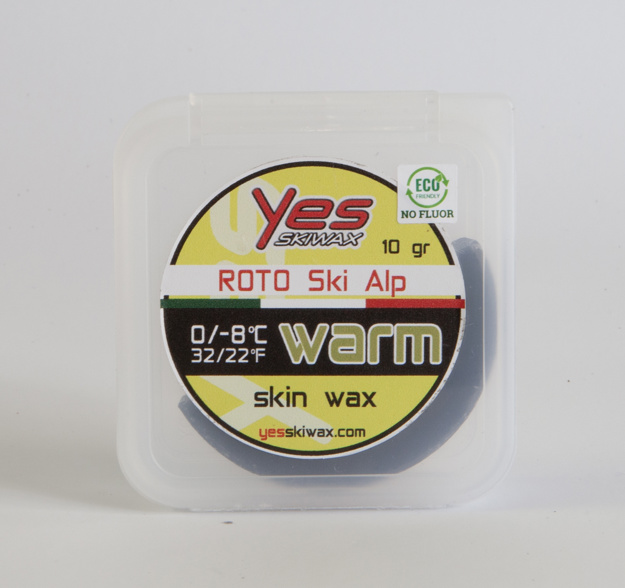 Yes
SKIWAX
ECO
FRIENDLY
NO FLUOR
10 gr
ROTO Ski Alp
0/-8°C
32/22°F
warm
skin wax
yesskiwax.com